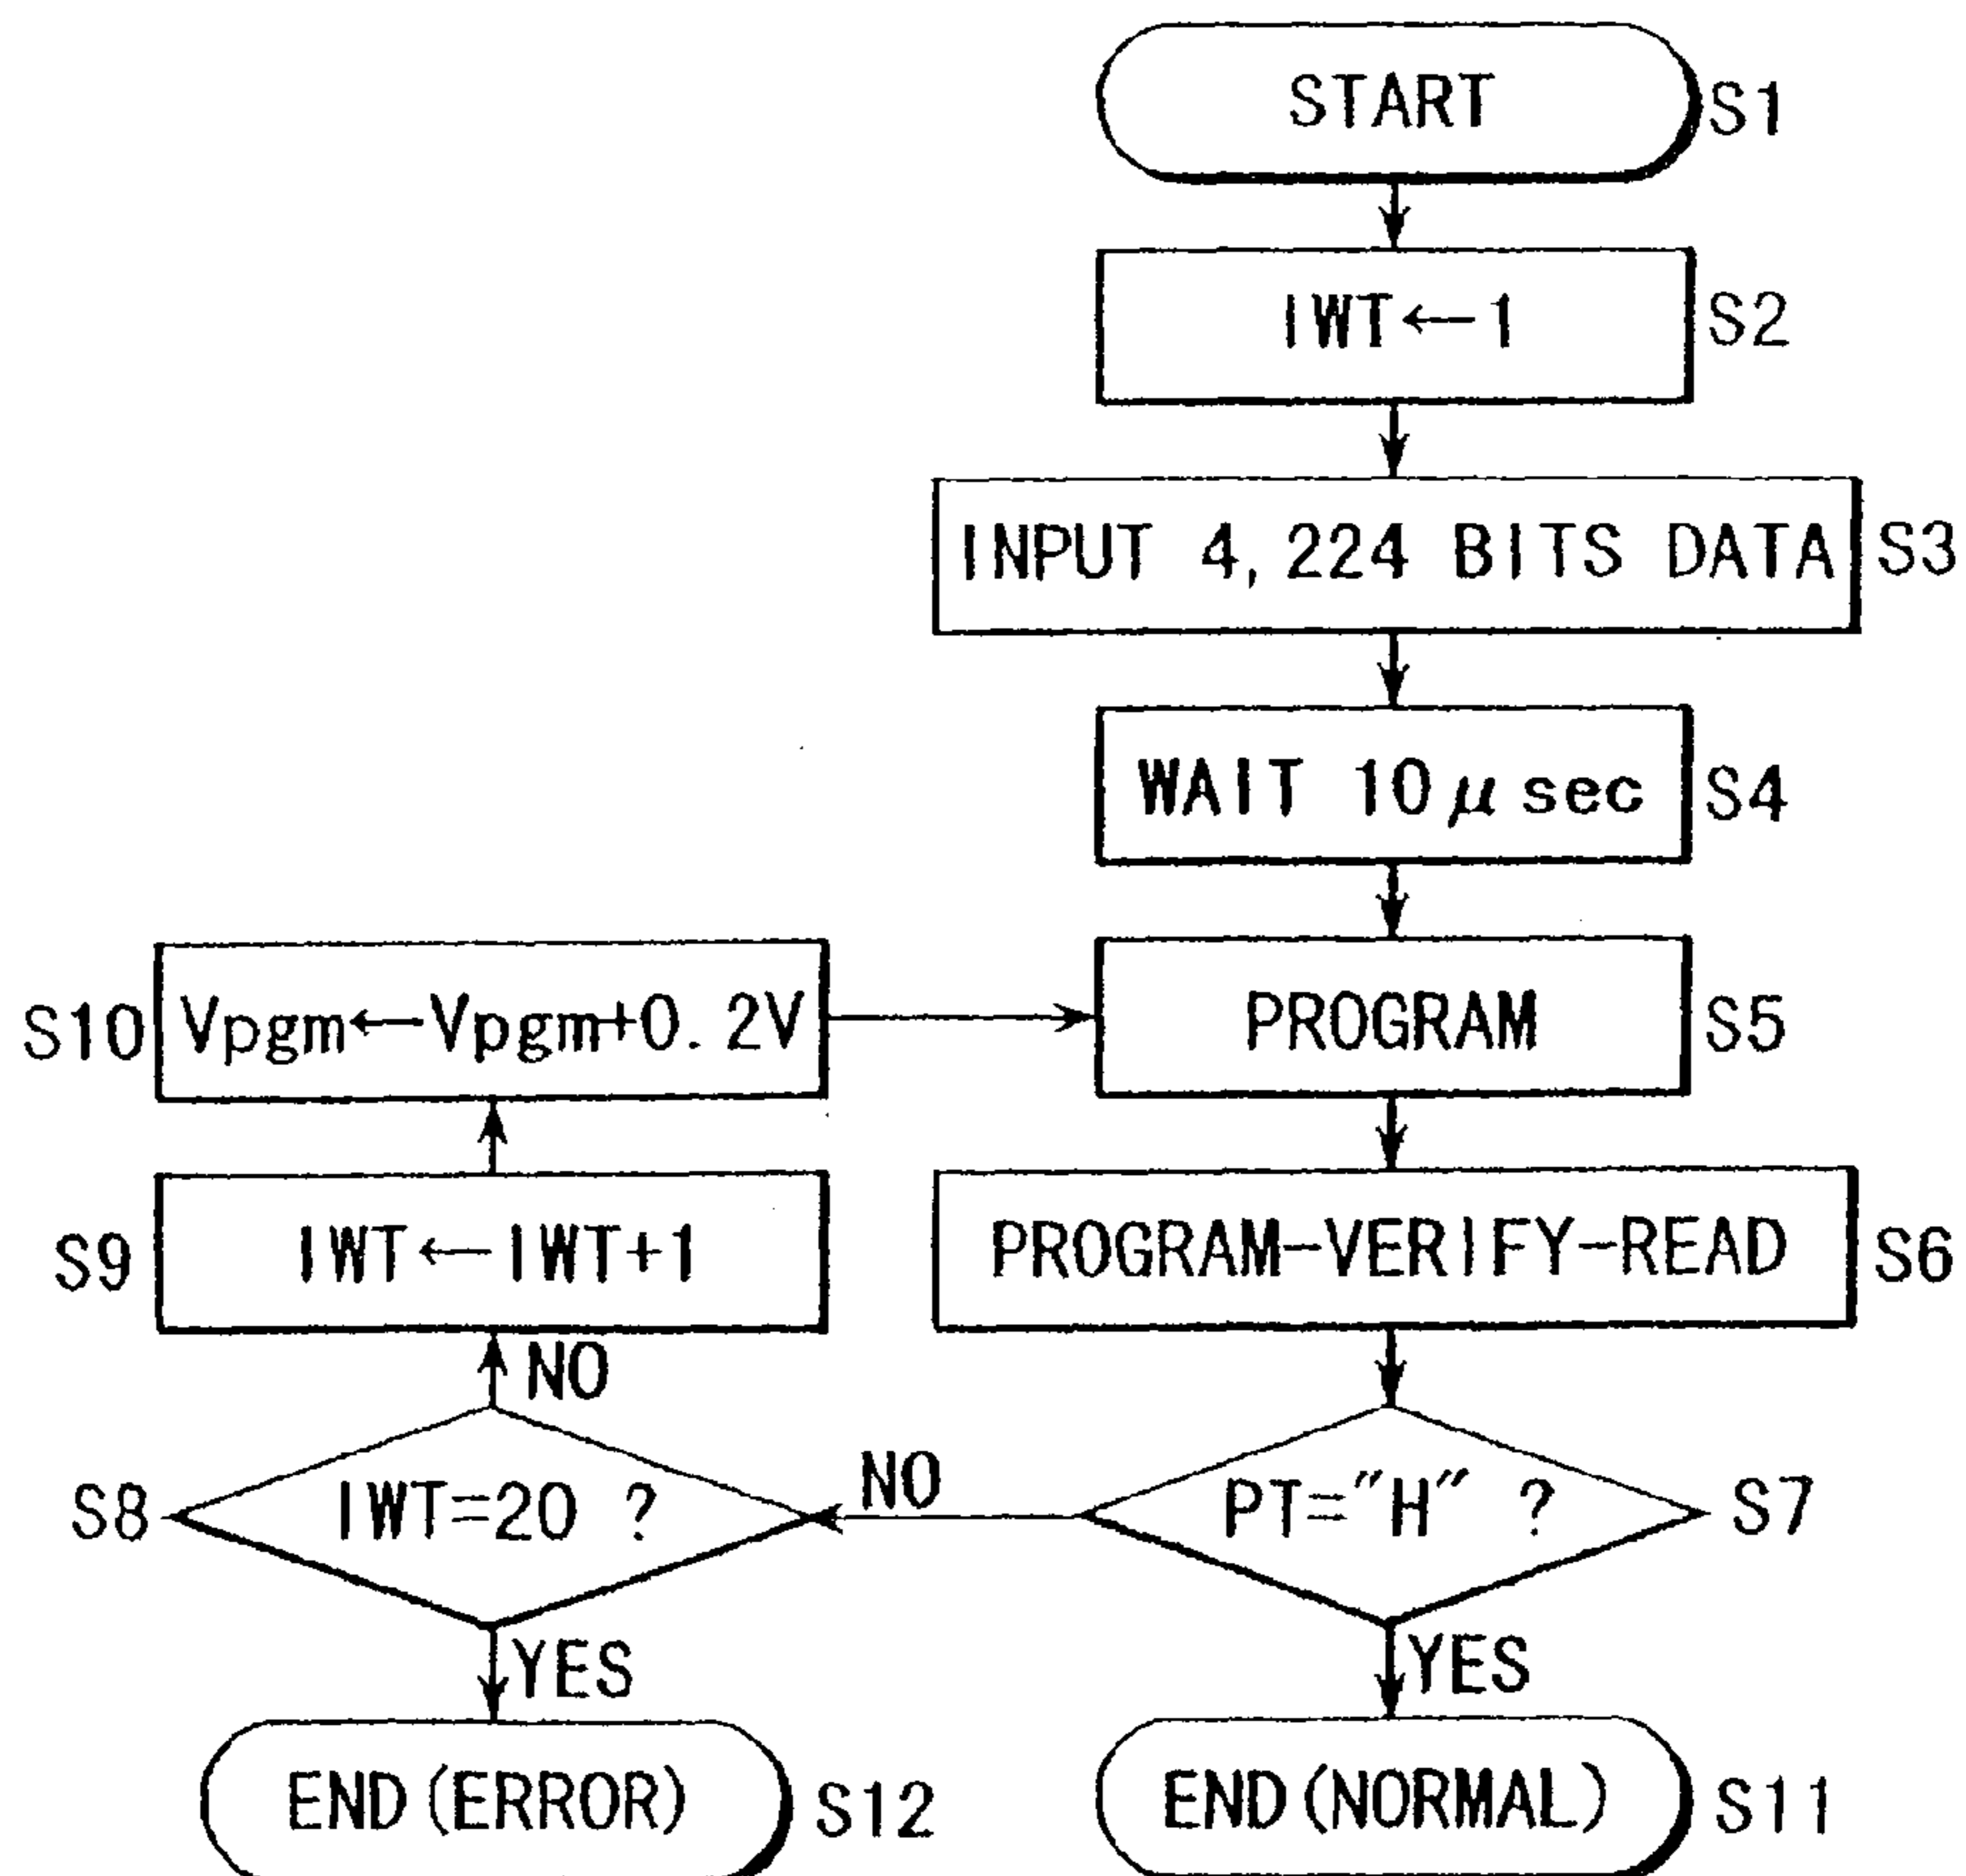 START
S1
IWT←1
S2
INPUT 4,224 BITS DATA
S3
WAIT 10μsec
S4
S10
Vpgm←Vpgm+0.2V
PROGRAM
S5
S9
IWT←IWT+1
PROGRAM-VERIFY-READ
S6
NO
S8
IWT=20 ?
NO
PT="H" ?
S7
YES
YES
END(ERROR)
S12
END(NORMAL)
S11